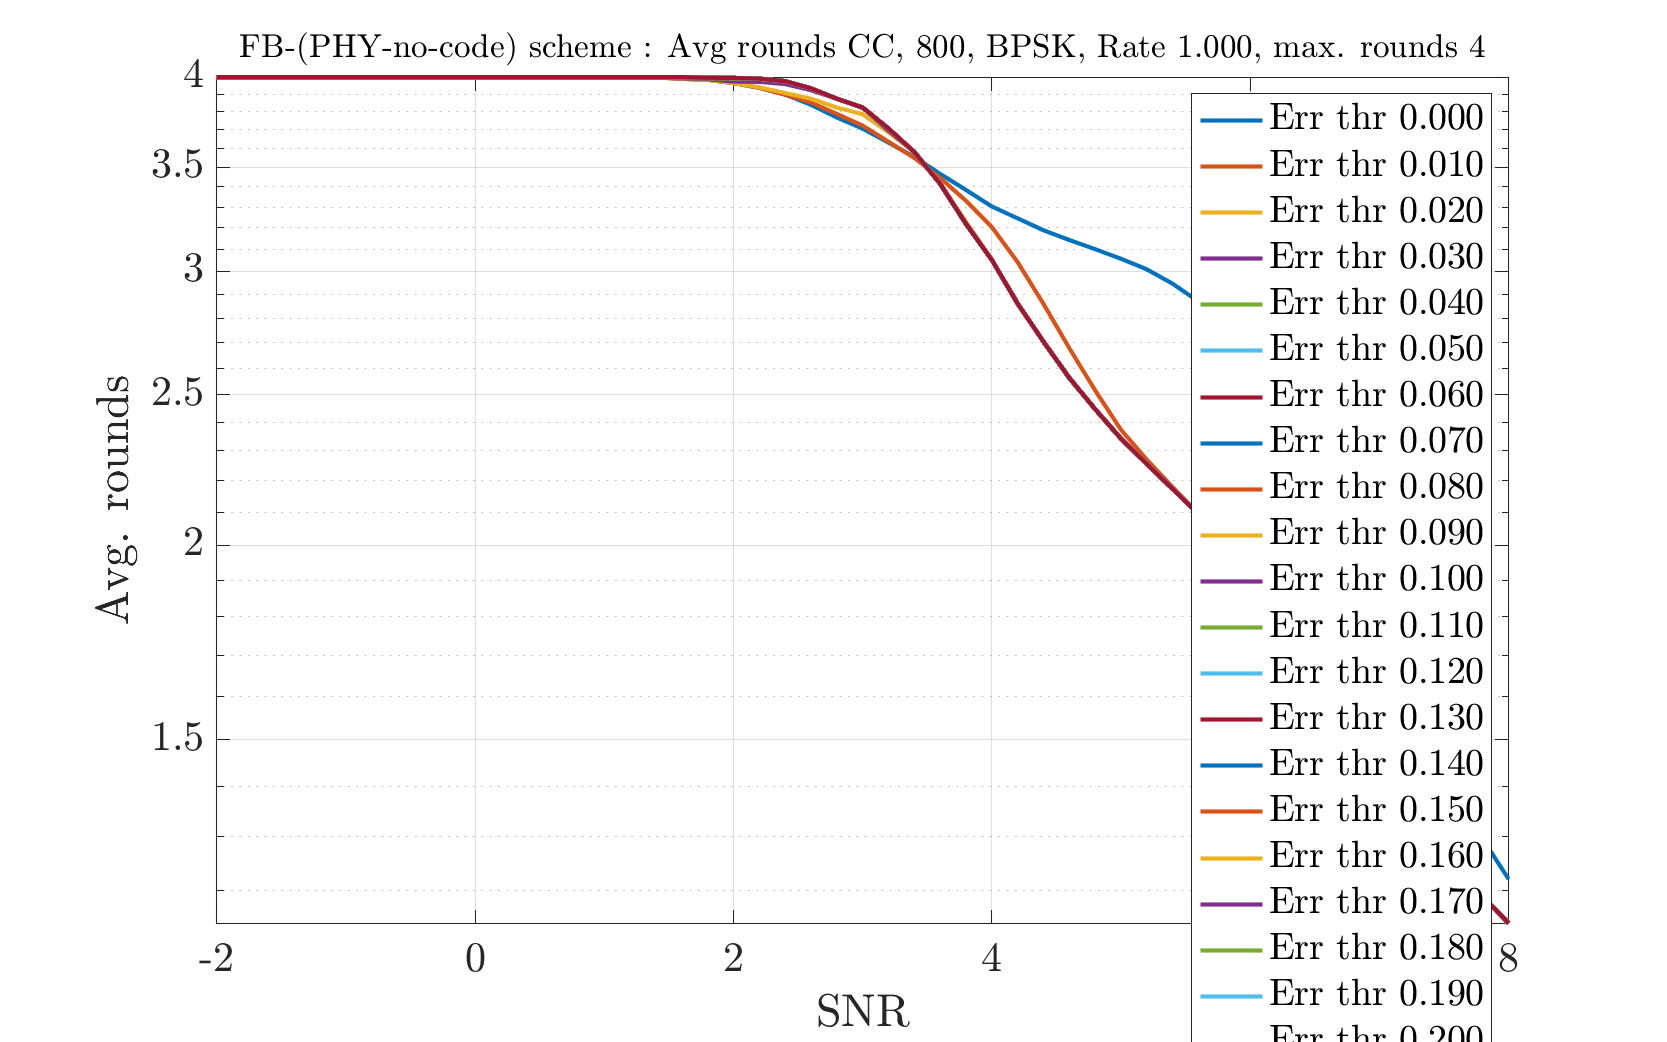 FB-(PHY-no-code) scheme : Avg rounds CC, 800, BPSK, Rate 1.000, max. rounds 4
4
3.5
3
2.5
2
1.5
Avg. rounds
-2
0
2
4
8
SNR
Err thr 0.000
Err thr 0.010
Err thr 0.020
Err thr 0.030
Err thr 0.040
Err thr 0.050
Err thr 0.060
Err thr 0.070
Err thr 0.080
Err thr 0.090
Err thr 0.100
Err thr 0.110
Err thr 0.120
Err thr 0.130
Err thr 0.140
Err thr 0.150
Err thr 0.160
Err thr 0.170
Err thr 0.180
Err thr 0.190
Err thr 0.200